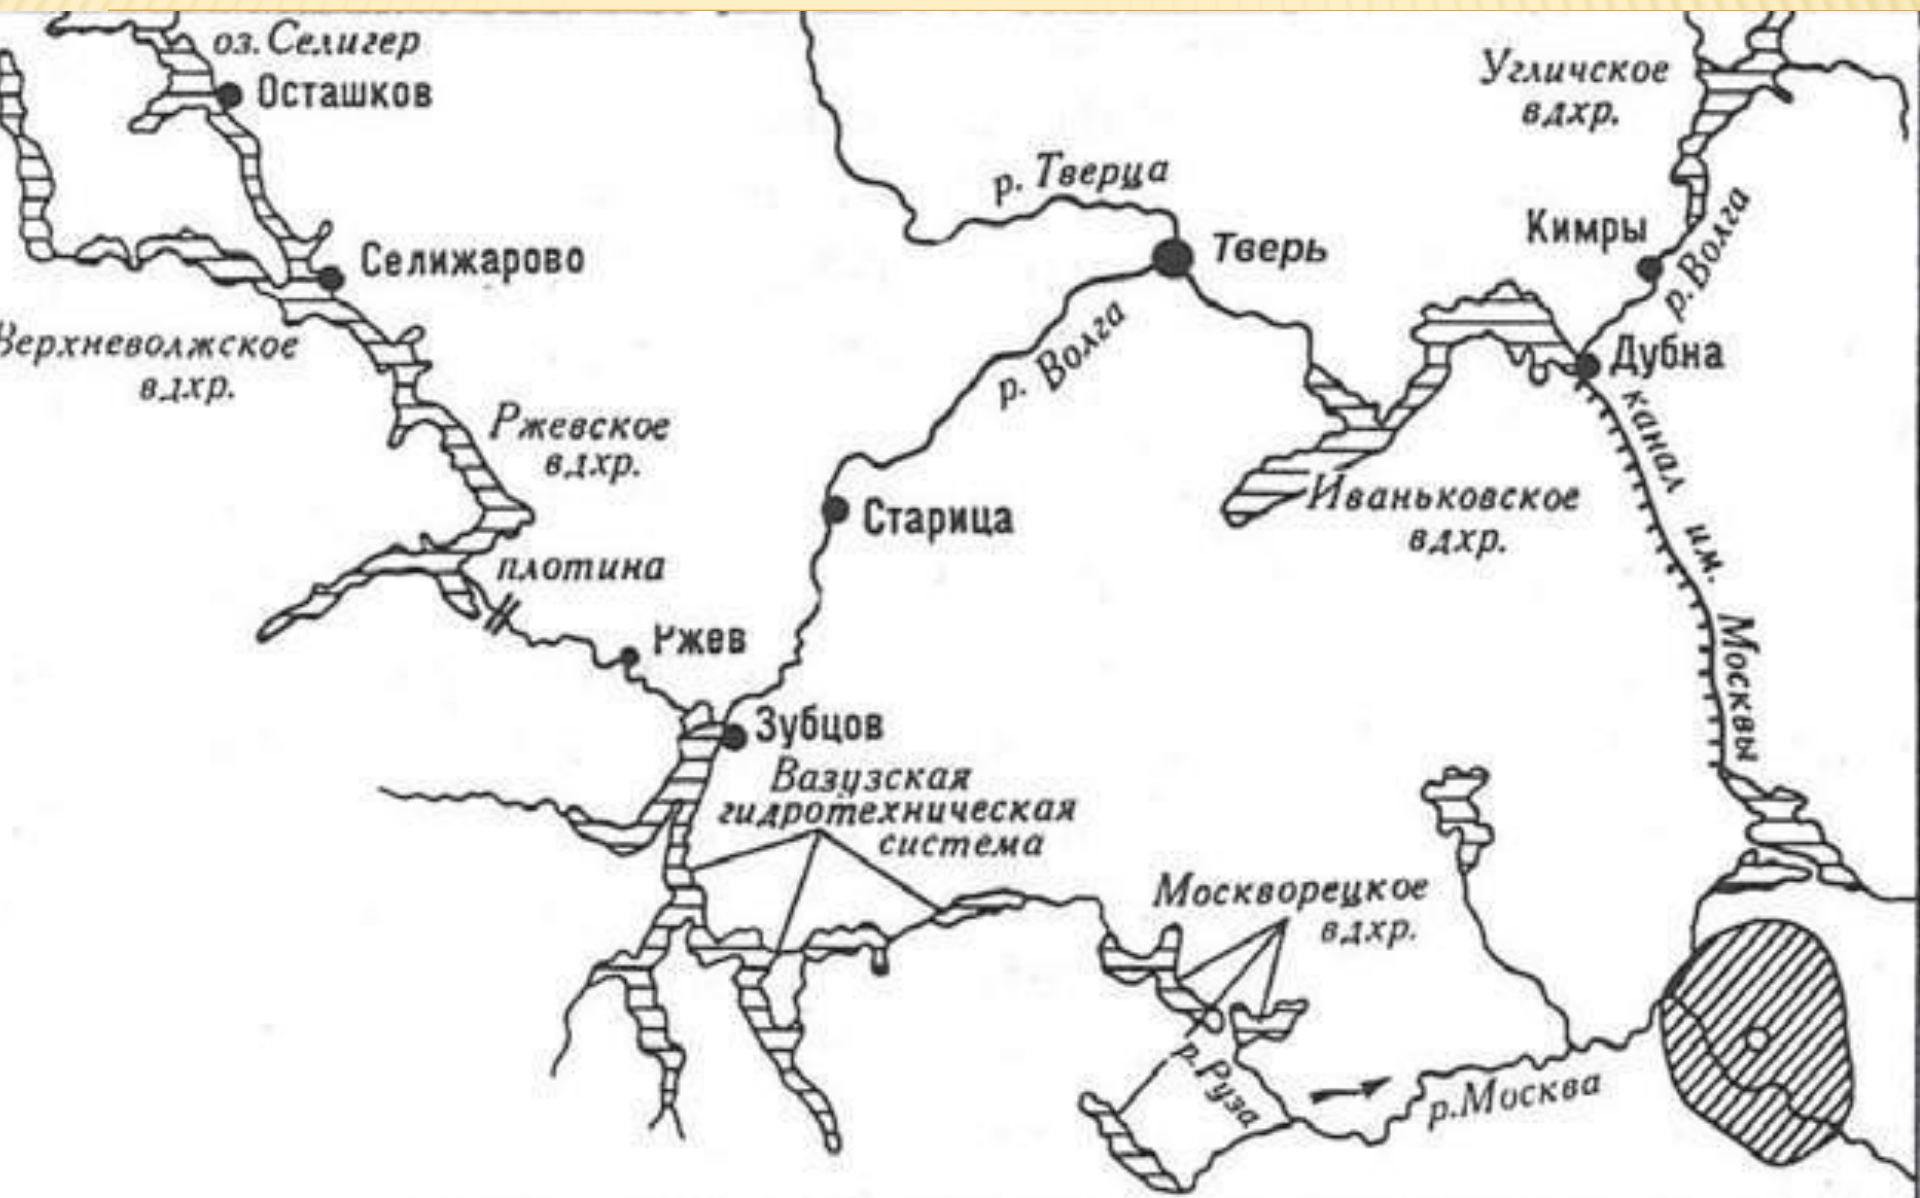 оз. Селигер
Осташков
Угличское
вдхр.
р. Тверца
Тверь
Кимры
р. Волга
Селижарово
Верхневолжское
вдхр.
р. Волга
Дубна
Ржевское
вдхр.
канал им. Москвы
Старица
Иваньковское
вдхр.
плотина
Ржев
Зубцов
Вазузская
гидротехническая
система
Москворецкое
вдхр.
р. Руза
р. Москва